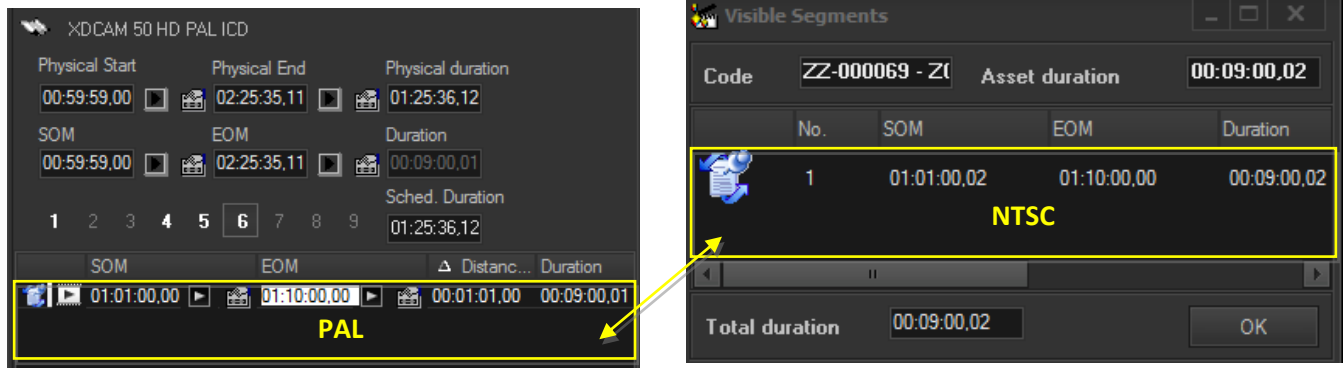 XDCAM 50 HD PAL ICD
Physical Start Physical End Physical duration
00:59:59,00 02:25:35,11 01:25:36,12
SOM EOM Duration
00:59:59,00 02:25:35,11 00:09:00,01
Sched. Duration
1 2 3 4 5 6 7 8 9 01:25:36,12
SOM EOM Distanc... Duration
01:01:00,00 01:10:00,00 00:01:01,00 00:09:00,01
PAL
Visible Segments
Code ZZ-000069 - Asset duration 00:09:00,02
No. SOM EOM Duration
1 01:01:00,02 01:10:00,00 00:09:00,02
NTSC
Total duration 00:09:00,02 OK